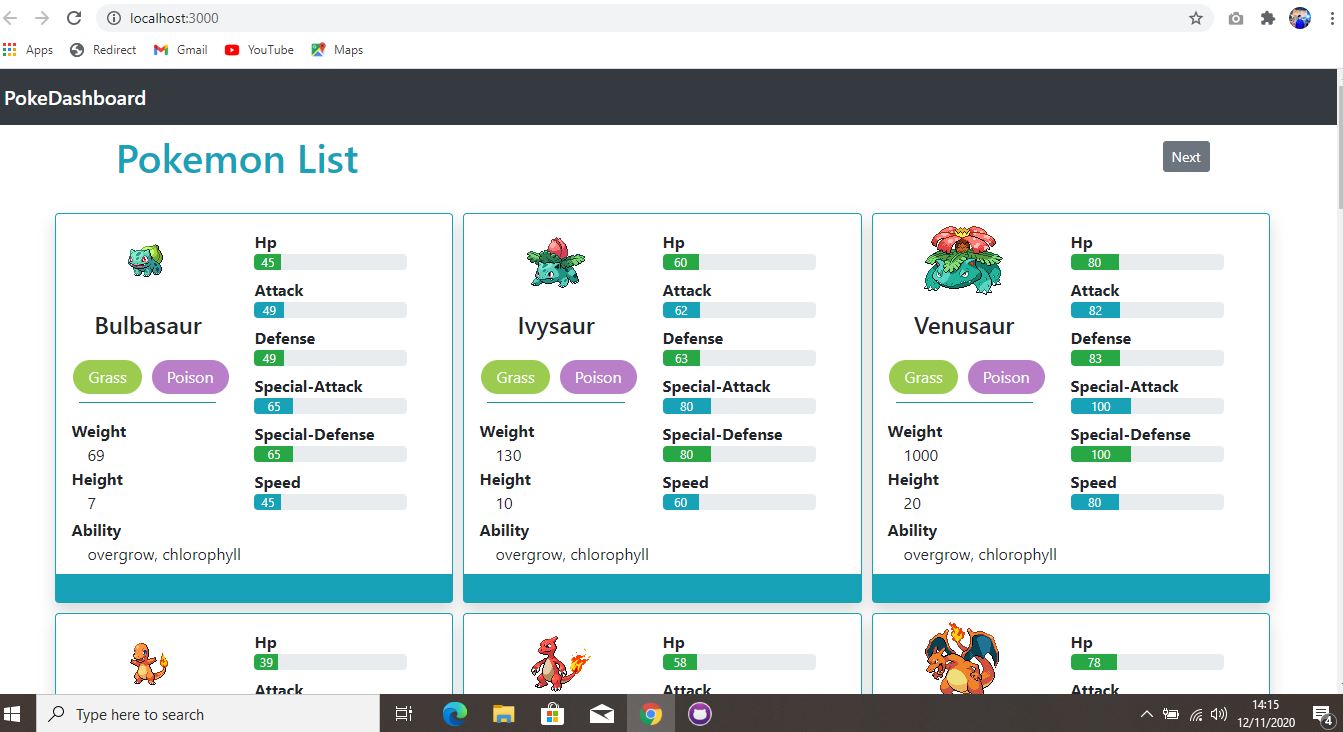 localhost:3000
Apps Redirect Gmail YouTube Maps
PokeDashboard
Pokemon List
Next
Bulbasaur
Grass Poison
Weight
69
Height
7
Ability
overgrow, chlorophyll
Hp
45
Attack
49
Defense
49
Special-Attack
65
Special-Defense
65
Speed
45
Ivysaur
Grass Poison
Weight
130
Height
10
Ability
overgrow, chlorophyll
Hp
60
Attack
62
Defense
63
Special-Attack
80
Special-Defense
80
Speed
60
Venusaur
Grass Poison
Weight
1000
Height
20
Ability
overgrow, chlorophyll
Hp
80
Attack
82
Defense
83
Special-Attack
100
Special-Defense
100
Speed
80
Hp
39
Attack
Hp
58
Attack
Hp
78
Attack
Type here to search
14:15
12/11/2020
4